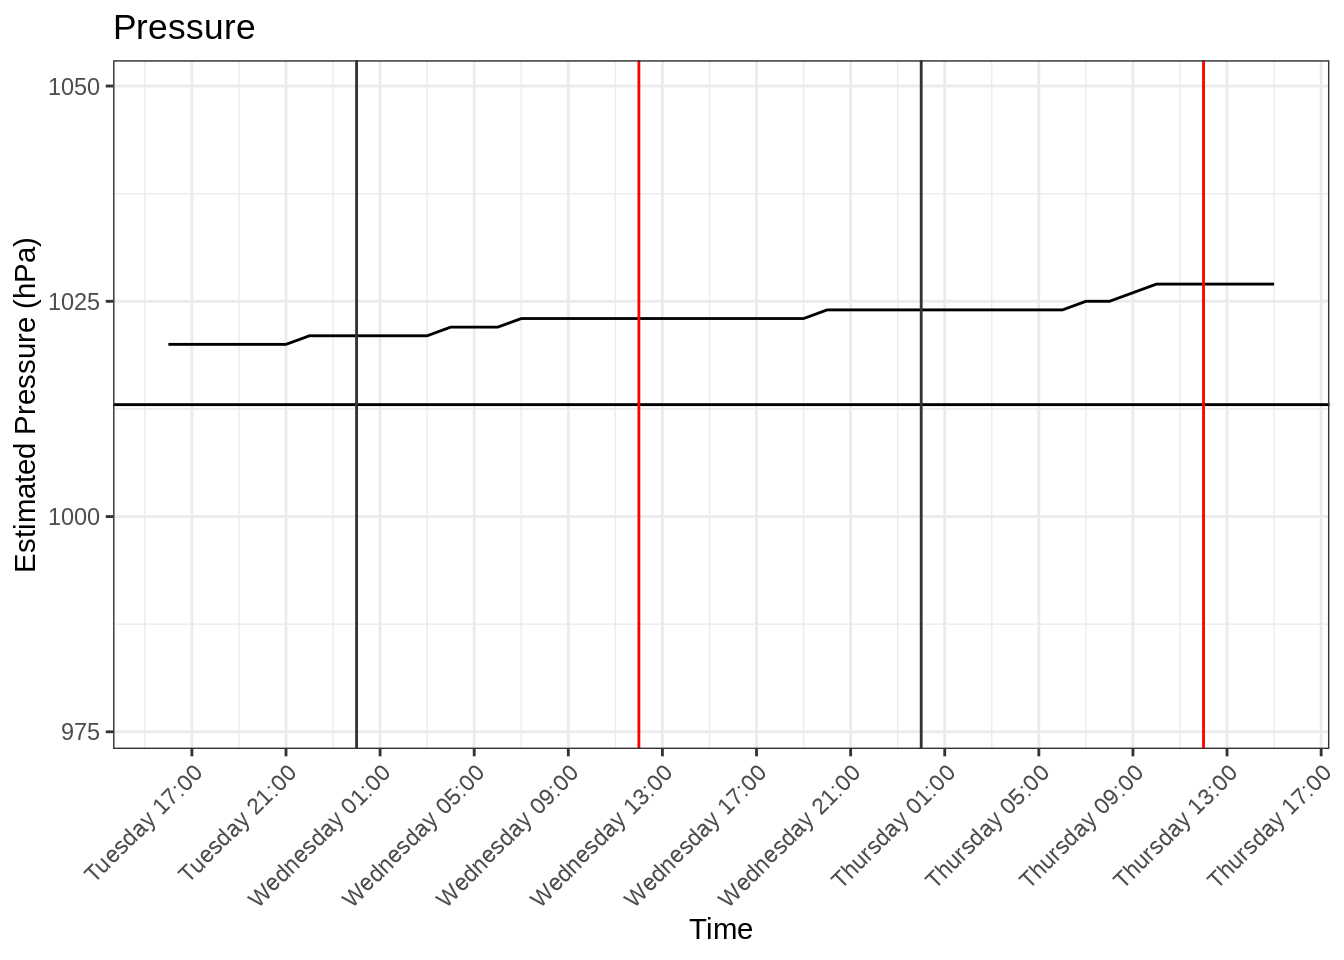 Pressure
Estimated Pressure (hPa)
1050
1025
1000
975
Tuesday 17:00
Tuesday 21:00
Wednesday 01:00
Wednesday 05:00
Wednesday 09:00
Wednesday 13:00
Wednesday 17:00
Wednesday 21:00
Thursday 01:00
Thursday 05:00
Thursday 09:00
Thursday 13:00
Thursday 17:00
Time